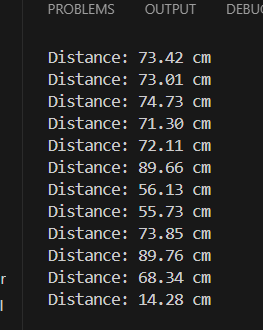 PROBLEMS OUTPUT
Distance: 73.42 cm
Distance: 73.01 cm
Distance: 74.73 cm
Distance: 71.30 cm
Distance: 72.11 cm
Distance: 89.66 cm
Distance: 56.13 cm
Distance: 55.73 cm
Distance: 73.85 cm
Distance: 89.76 cm
r
Distance: 68.34 cm
l
Distance: 14.28 cm